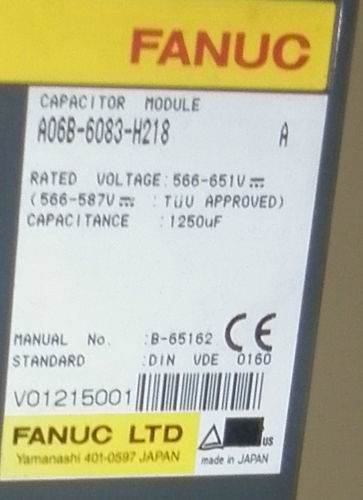 FANUC
CAPACITOR MODULE
A06B-6083-H218 A
RATED VOLTAGE: 566-651V⎓
(566-587V⎓ : TÜV APPROVED)
CAPACITANCE : 1250uF
MANUAL No. :B-65162 CE
STANDARD :DIN VDE 0160
V01215001
FANUC LTD
Yamanashi 401-0597 JAPAN
US
made in JAPAN